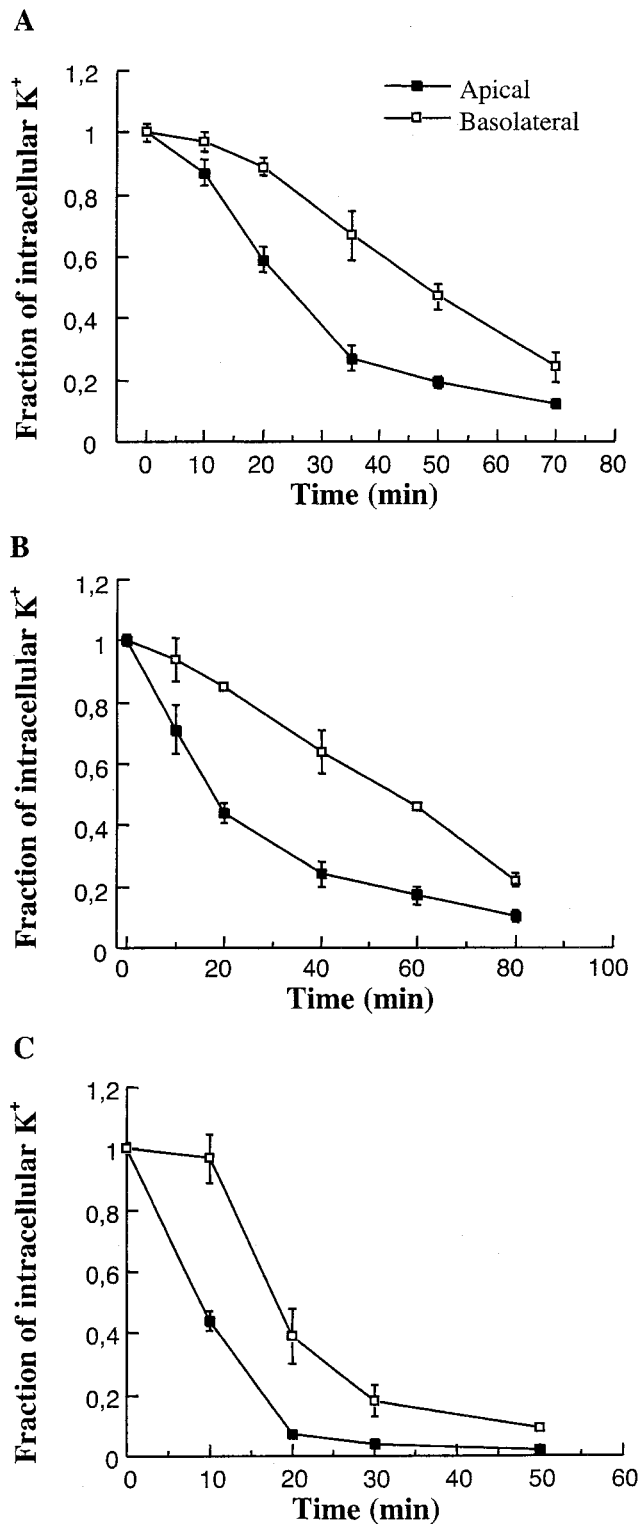 A
1,2
1
0,8
0,6
0,4
0,2
0
Fraction of intracellular K+
Apical
Basolateral
0 10 20 30 40 50 60 70 80
Time (min)
B
1,2
1
0,8
0,6
0,4
0,2
0
Fraction of intracellular K+
0 20 40 60 80 100
Time (min)
C
1,2
1
0,8
0,6
0,4
0,2
0
Fraction of intracellular K+
0 10 20 30 40 50 60
Time (min)